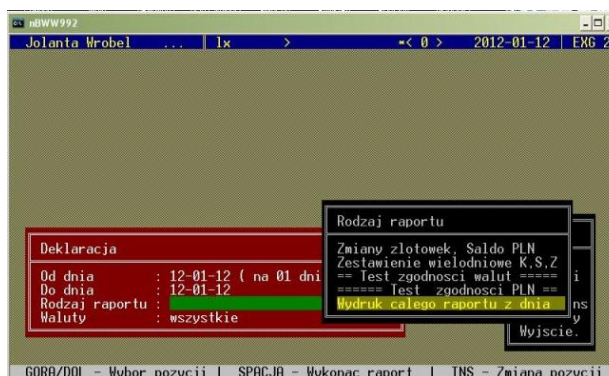 nBWW992
Jolanta Wrobel ... lx > *< 0 > 2012-01-12 EXG 2
Rodzaj raportu
Zmiany zlotowek, Saldo PLN
Zestawienie wielodniowe K,S,Z
== Test zgodnosci walut =====
====== Test zgodnosci PLN ==
Wydruk calego raportu z dnia
Deklaracja
Od dnia : 12-01-12 ( na 01 dni
Do dnia : 12-01-12
Rodzaj raportu :
Waluty : wszystkie
i
ns
y
Wyjscie.
GORA/DOL - Wybor pozycji | SPACJA - Wykonac raport | INS - Zmiana pozycji